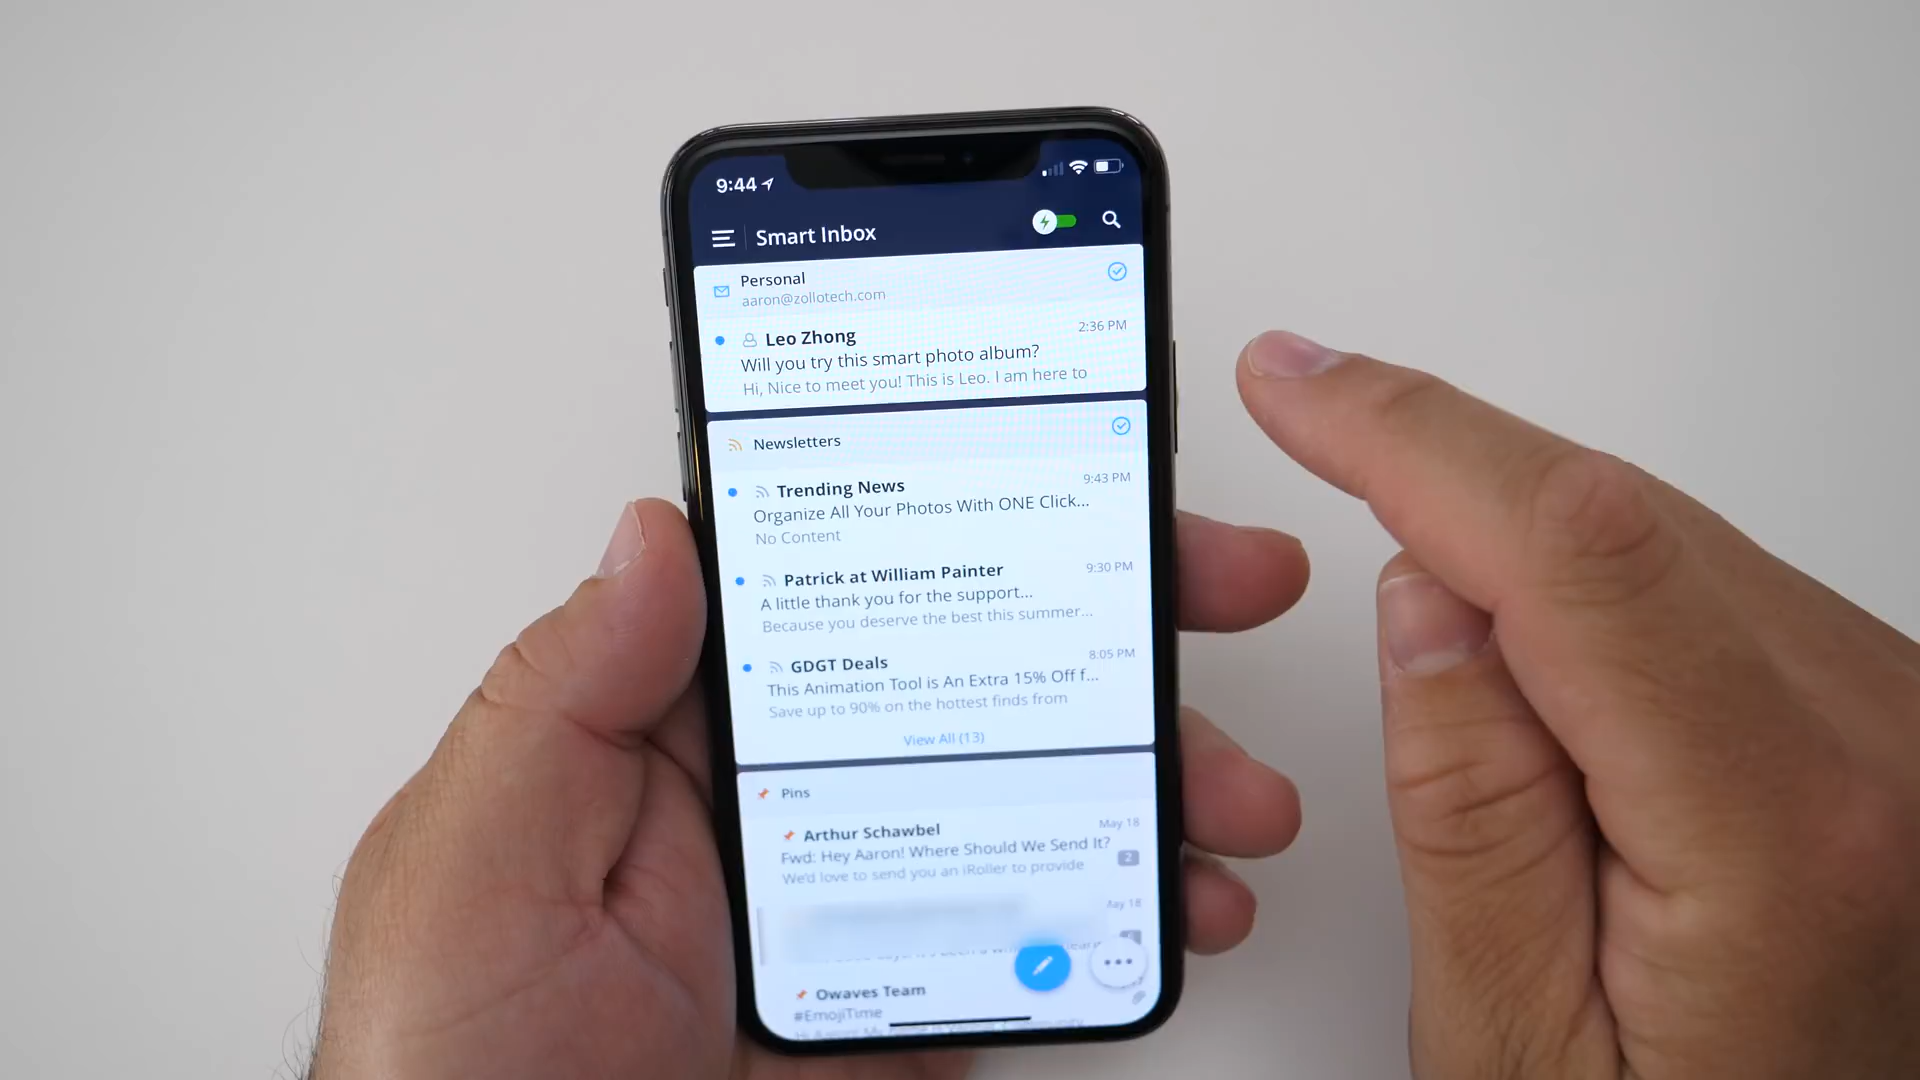 9:44
Smart Inbox
Personal
aaron@zollotech.com
Leo Zhong
2:36 PM
Will you try this smart photo album?
Hi, Nice to meet you! This is Leo. I am here to
Newsletters
Trending News
9:43 PM
Organize All Your Photos With ONE Click...
No Content
Patrick at William Painter
9:30 PM
A little thank you for the support...
Because you deserve the best this summer...
GDGT Deals
8:05 PM
This Animation Tool is An Extra 15% Off f...
Save up to 90% on the hottest finds from
View All (13)
Pins
Arthur Schawbel
May 18
Fwd: Hey Aaron! Where Should We Send It?
2
We'd love to send you an iRoller to provide
May 18
Owaves Team
#EmojiTime